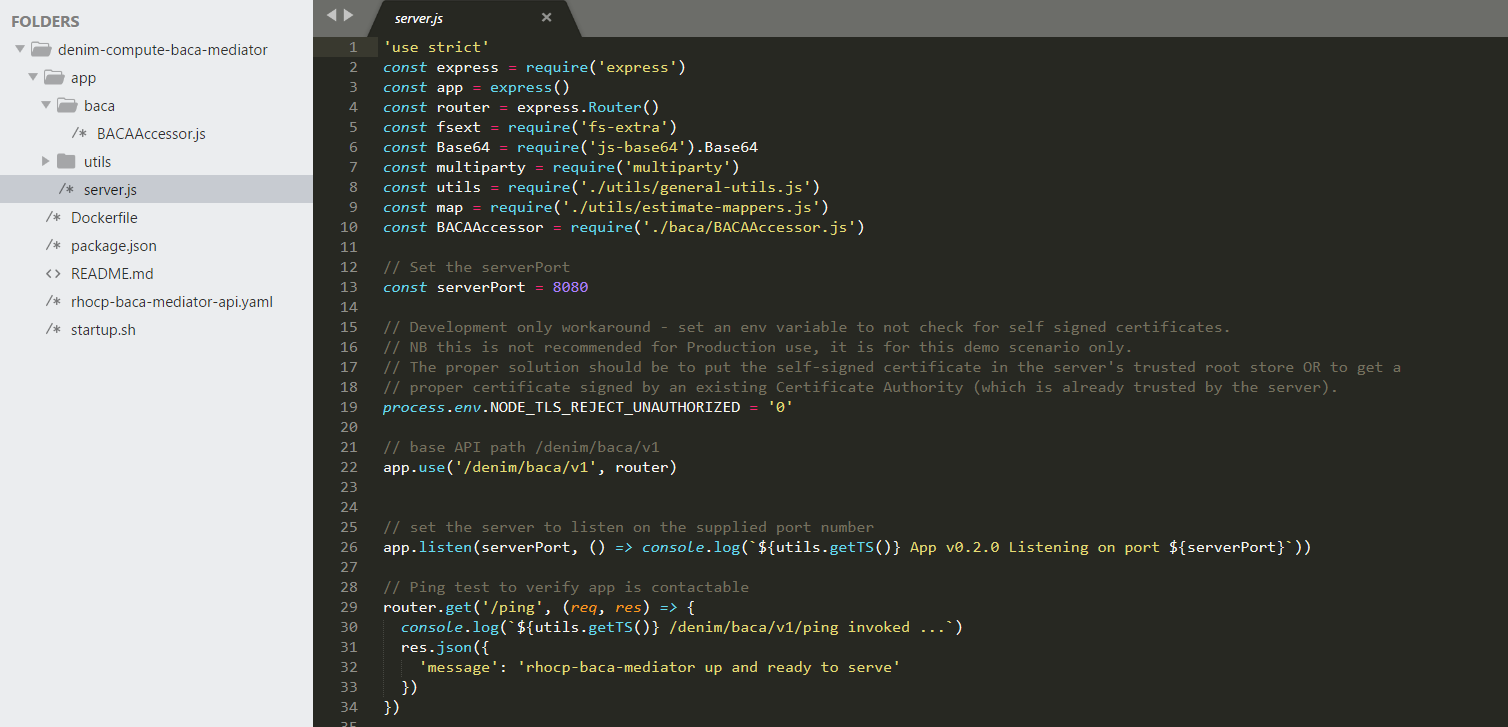 FOLDERS
denim-compute-baca-mediator
app
baca
/* BACAAccessor.js
utils
/* server.js
/* Dockerfile
/* package.json
<> README.md
/* rhocp-baca-mediator-api.yaml
/* startup.sh
server.js ×
1 'use strict'
2 const express = require('express')
3 const app = express()
4 const router = express.Router()
5 const fsext = require('fs-extra')
6 const Base64 = require('js-base64').Base64
7 const multiparty = require('multiparty')
8 const utils = require('./utils/general-utils.js')
9 const map = require('./utils/estimate-mappers.js')
10 const BACAAccessor = require('./baca/BACAAccessor.js')
11
12 // Set the serverPort
13 const serverPort = 8080
14
15 // Development only workaround - set an env variable to not check for self signed certificates.
16 // NB this is not recommended for Production use, it is for this demo scenario only.
17 // The proper solution should be to put the self-signed certificate in the server's trusted root store OR to get a
18 // proper certificate signed by an existing Certificate Authority (which is already trusted by the server).
19 process.env.NODE_TLS_REJECT_UNAUTHORIZED = '0'
20
21 // base API path /denim/baca/v1
22 app.use('/denim/baca/v1', router)
23
24
25 // set the server to listen on the supplied port number
26 app.listen(serverPort, () => console.log(`${utils.getTS()} App v0.2.0 Listening on port ${serverPort}`))
27
28 // Ping test to verify app is contactable
29 router.get('/ping', (req, res) => {
30 console.log(`${utils.getTS()} /denim/baca/v1/ping invoked ...`)
31 res.json({
32 'message': 'rhocp-baca-mediator up and ready to serve'
33 })
34 })
35